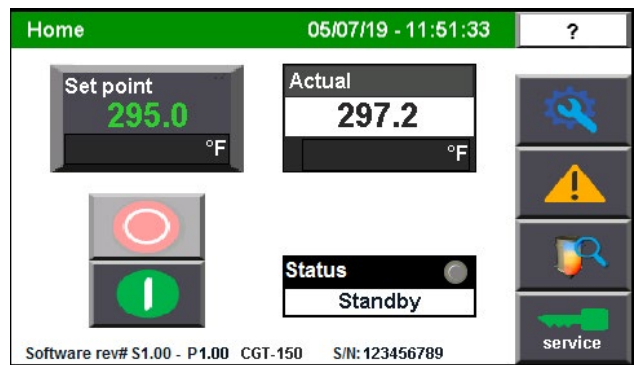 Home 05/07/19 - 11:51:33 ?
Set point
295.0
°F
Actual
297.2
°F
Status
Standby
service
Software rev# S1.00 - P1.00 CGT-150 S/N: 123456789